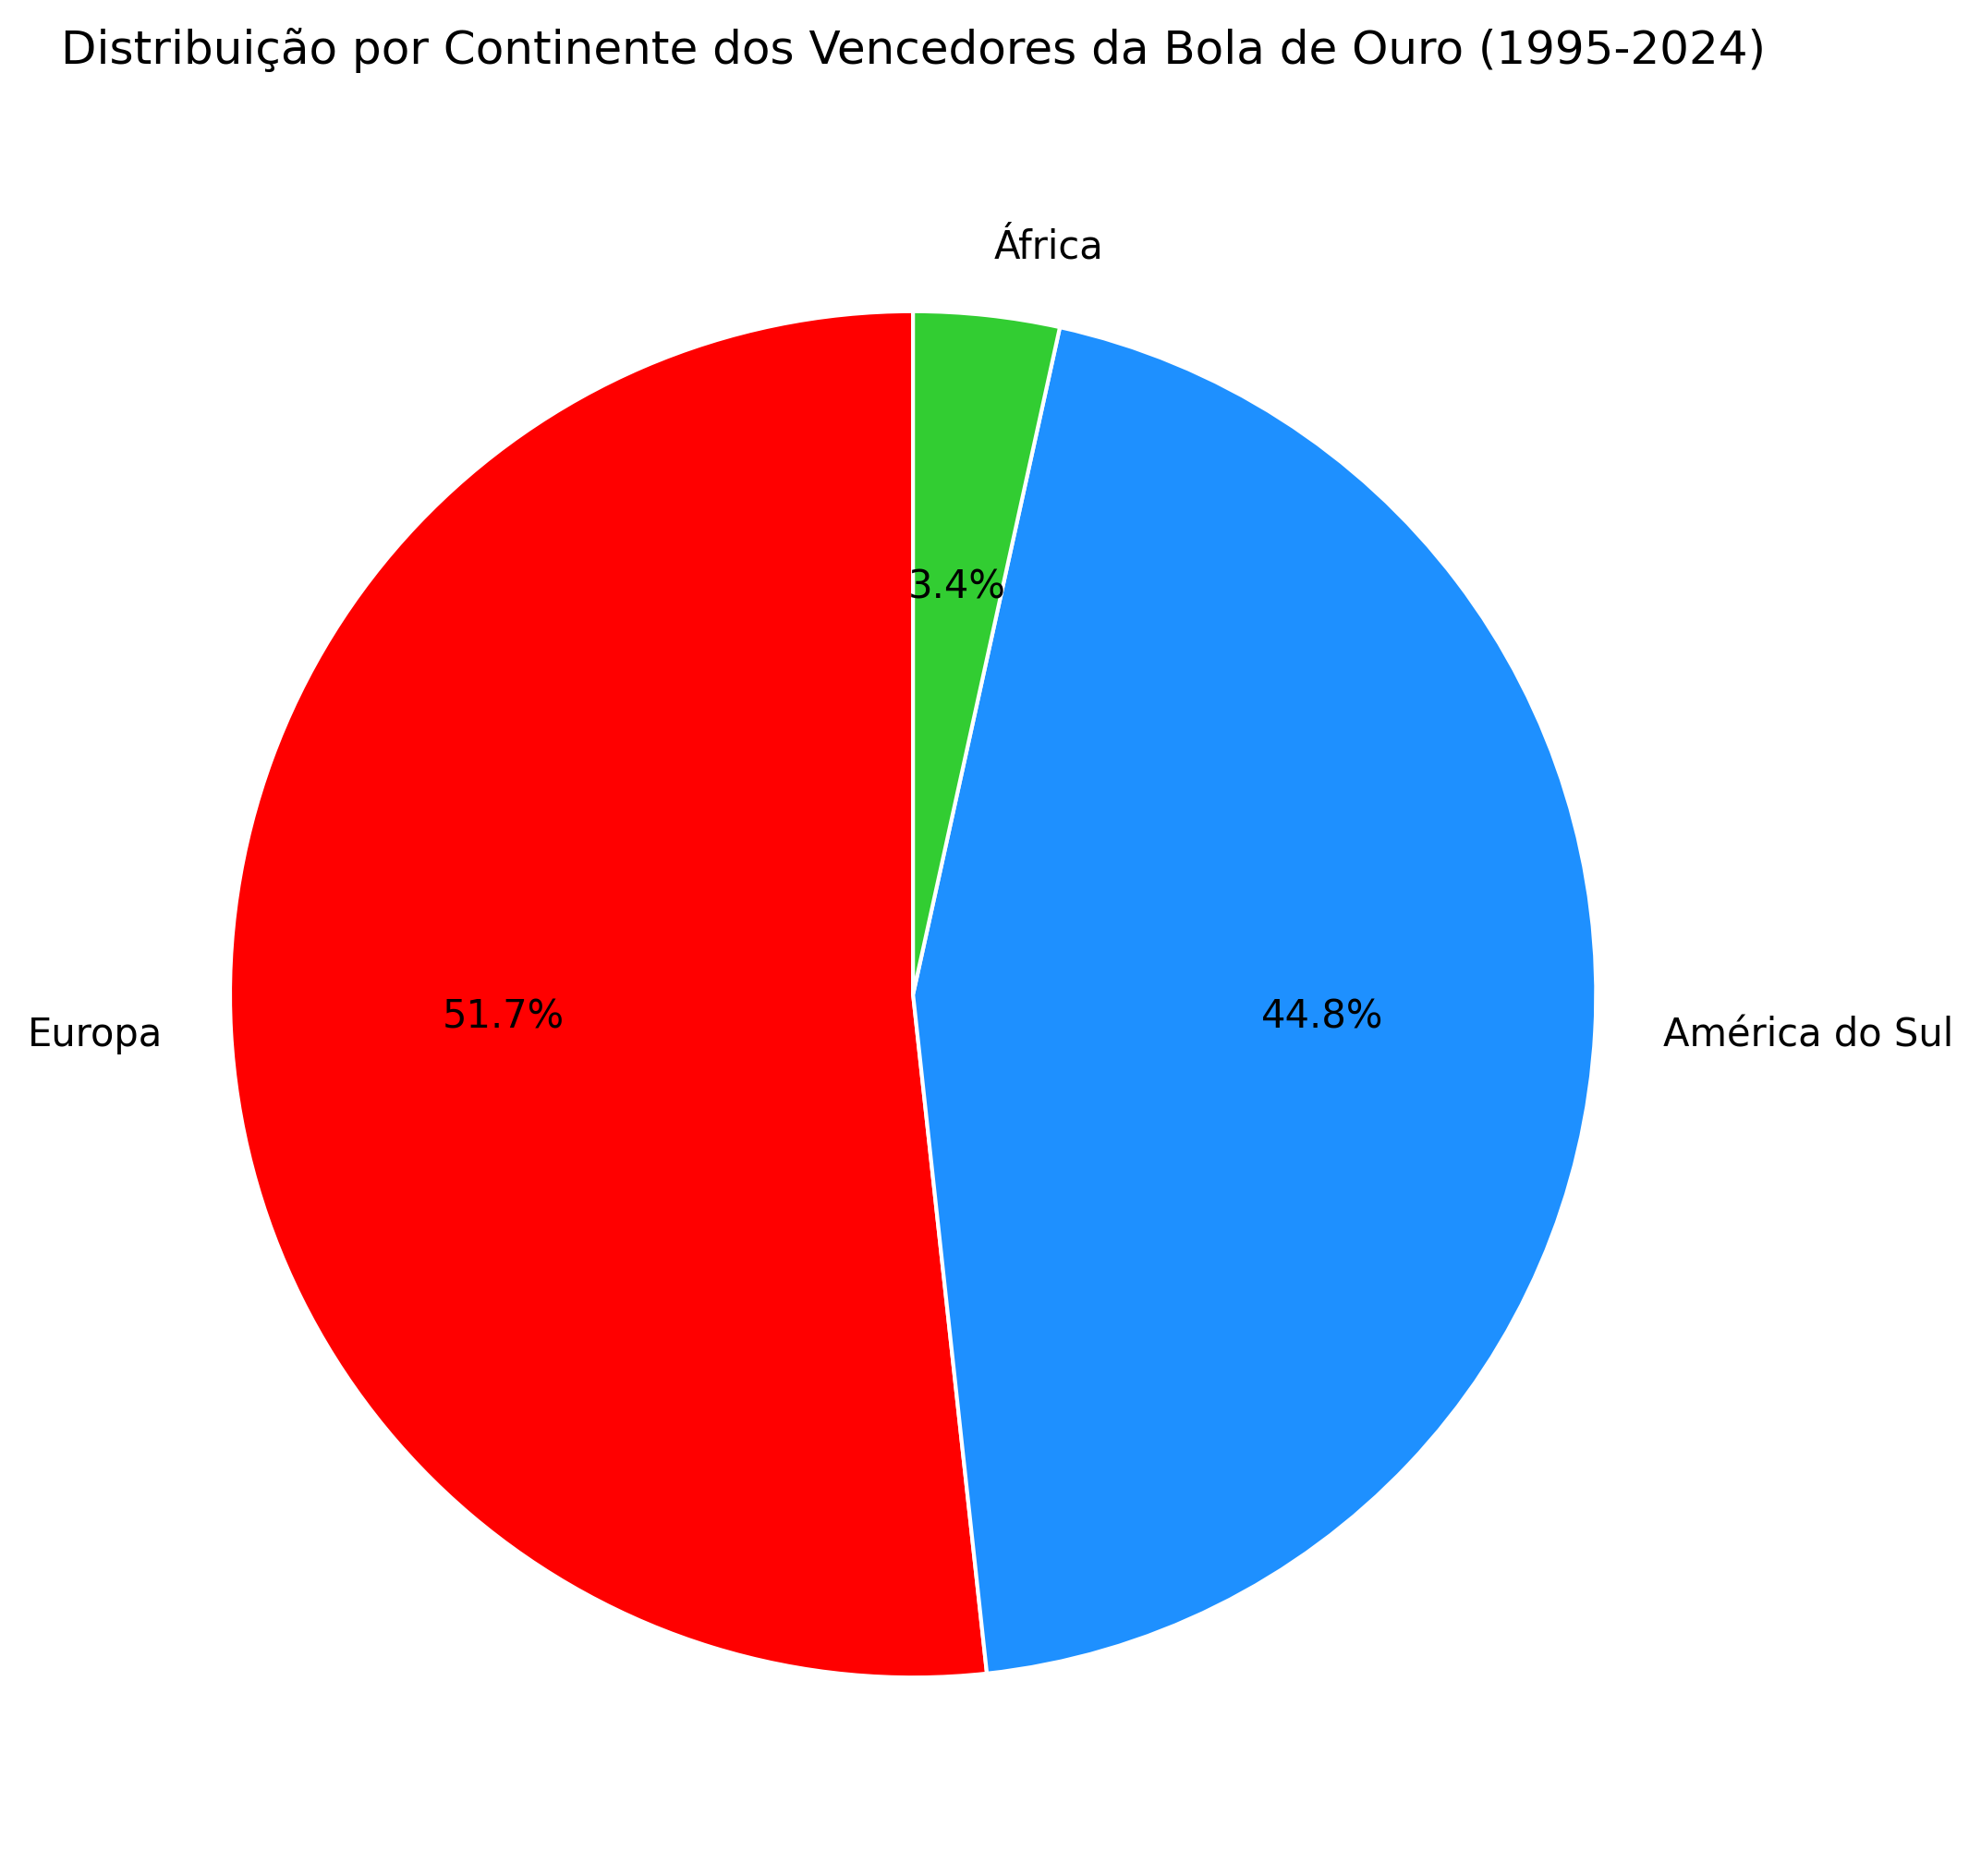 Distribuição por Continente dos Vencedores da Bola de Ouro (1995-2024)
África
3.4%
51.7%
44.8%
Europa
América do Sul